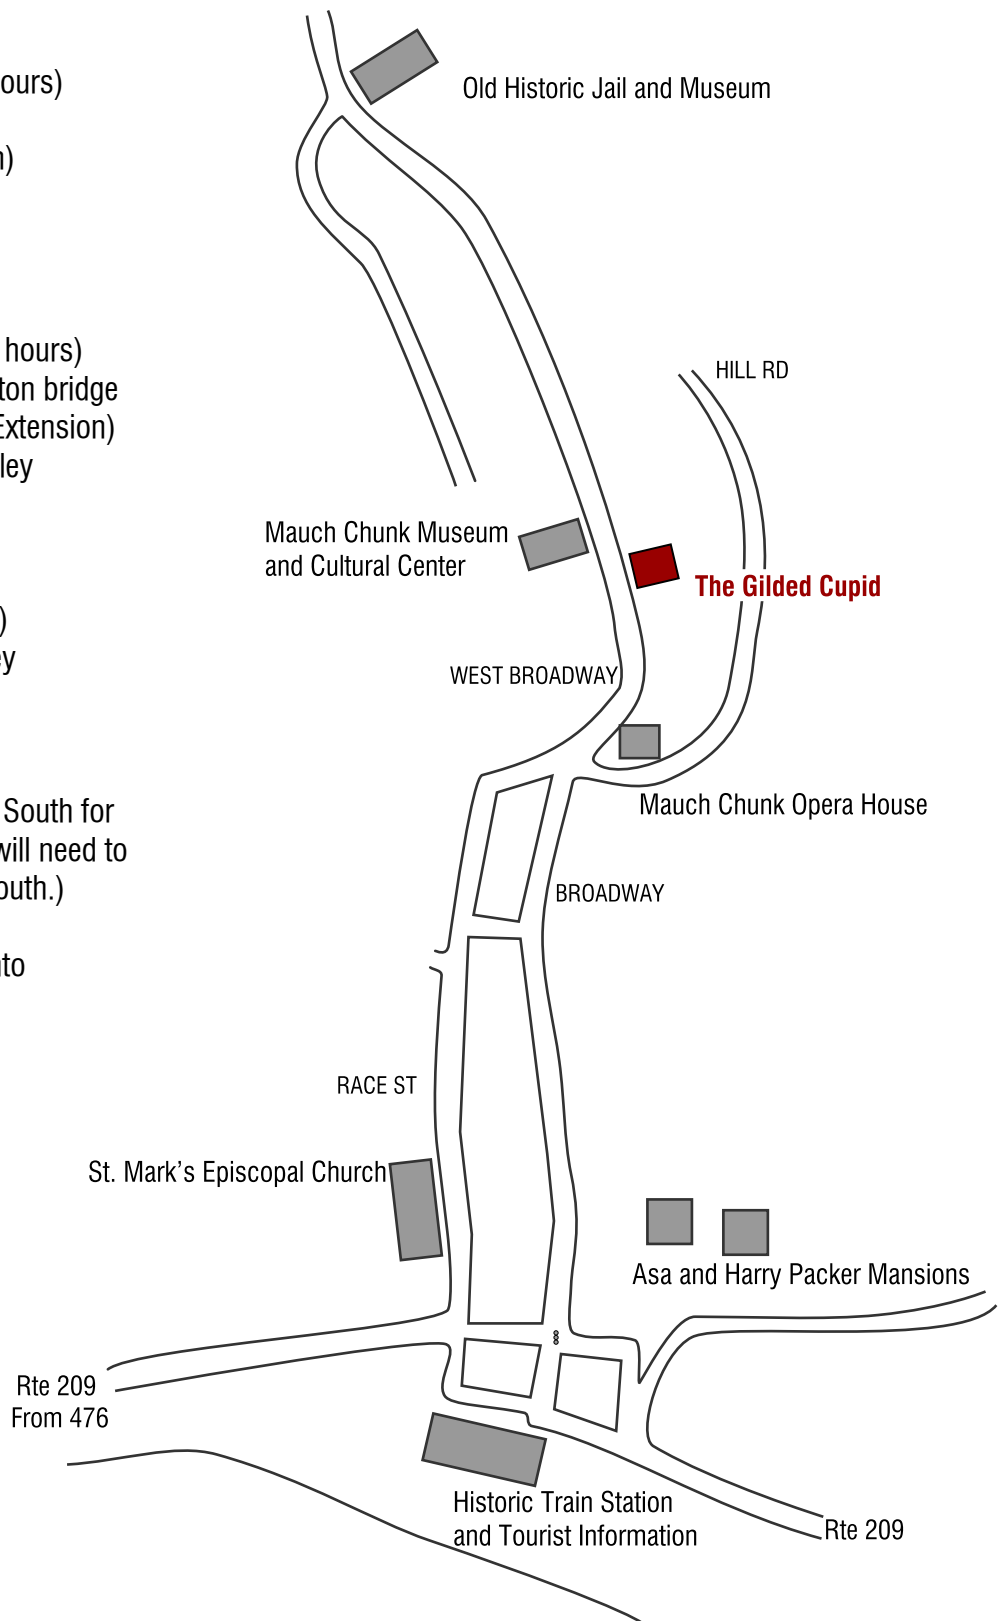 ours)
n)
hours)
ton bridge
Extension)
ley
)
ey
South for
will need to
outh.)
nto
Old Historic Jail and Museum
HILL RD
Mauch Chunk Museum
and Cultural Center
The Gilded Cupid
WEST BROADWAY
Mauch Chunk Opera House
BROADWAY
RACE ST
St. Mark’s Episcopal Church
Asa and Harry Packer Mansions
Rte 209
From 476
Historic Train Station
and Tourist Information
Rte 209